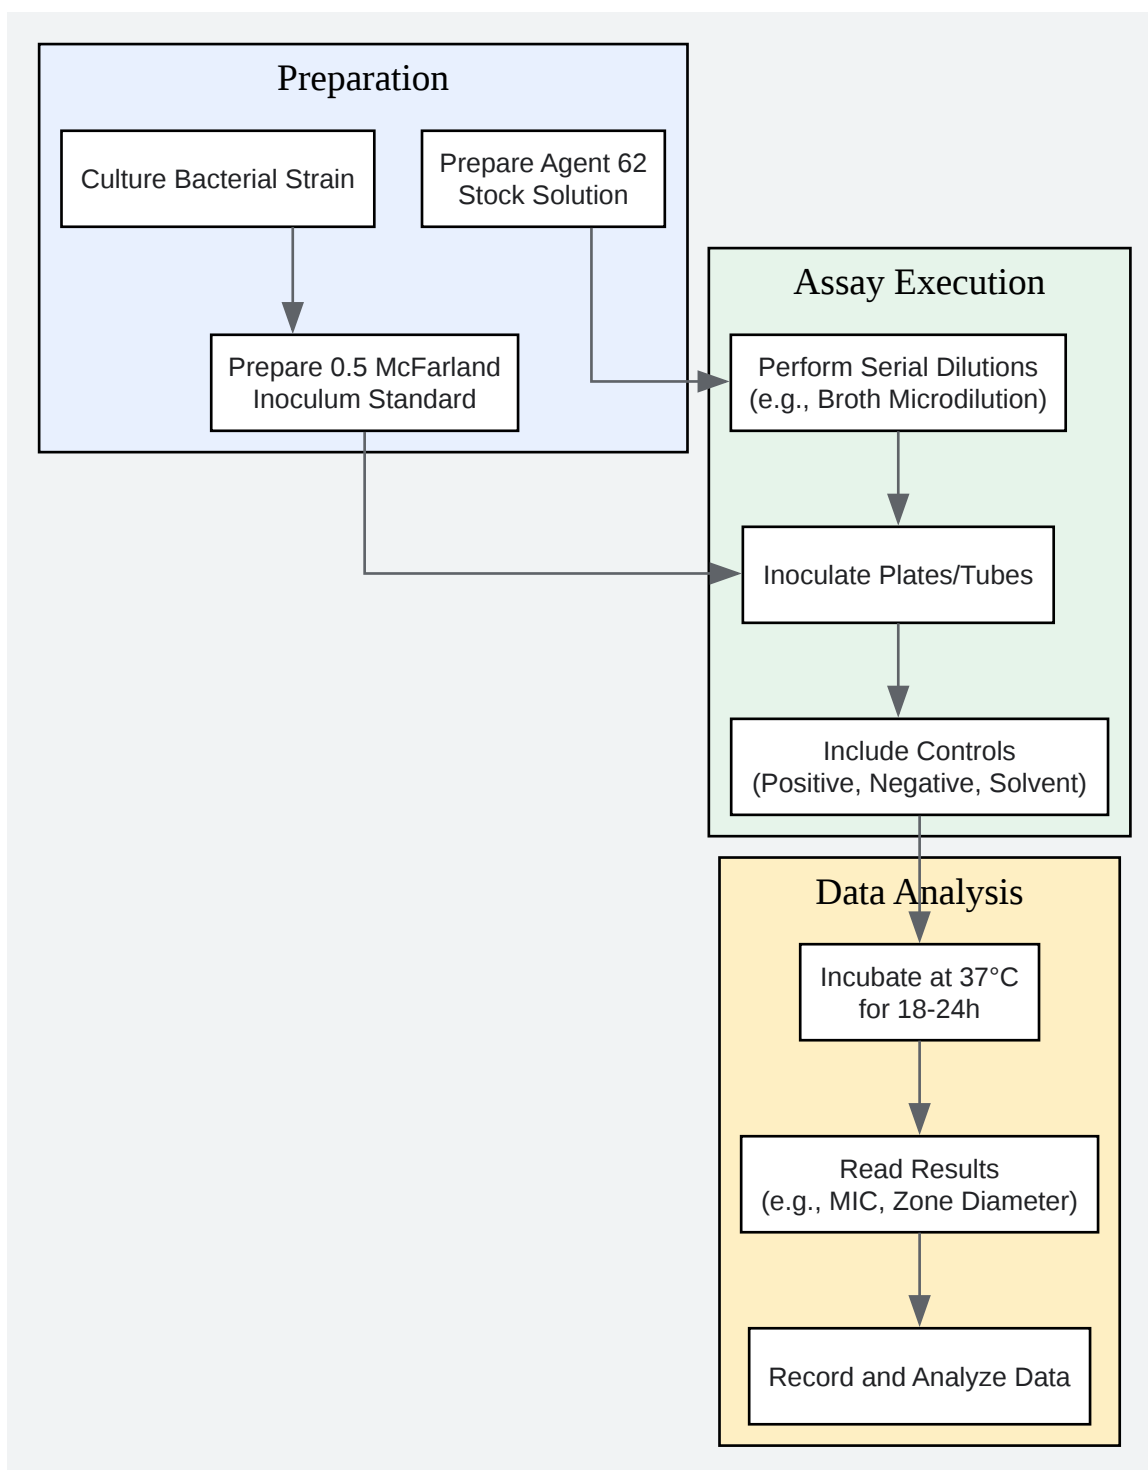 Preparation
Culture Bacterial Strain
Prepare Agent 62
Stock Solution
Prepare 0.5 McFarland
Inoculum Standard
Assay Execution
Perform Serial Dilutions
(e.g., Broth Microdilution)
Inoculate Plates/Tubes
Include Controls
(Positive, Negative, Solvent)
Data Analysis
Incubate at 37°C
for 18-24h
Read Results
(e.g., MIC, Zone Diameter)
Record and Analyze Data